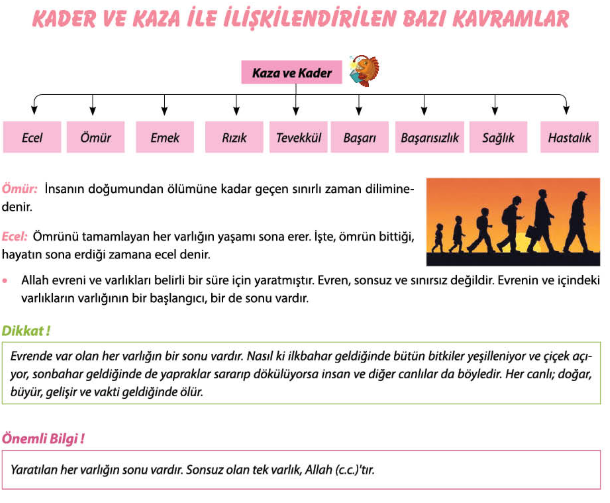 KADER VE KAZA İLE İLİŞKİLENDİRİLEN BAZI KAVRAMLAR
Kaza ve Kader
Ecel Ömür Emek Rızık Tevekkül Başarı Başarısızlık Sağlık Hastalık
Ömür: İnsanın doğumundan ölümüne kadar geçen sınırlı zaman dilimine-
denir.
Ecel: Ömrünü tamamlayan her varlığın yaşamı sona erer. İşte, ömrün bittiği,
hayatın sona erdiği zamana ecel denir.
• Allah evreni ve varlıkları belirli bir süre için yaratmıştır. Evren, sonsuz ve sınırsız değildir. Evrenin ve içindeki
varlıkların varlığının bir başlangıcı, bir de sonu vardır.
Dikkat !
Evrende var olan her varlığın bir sonu vardır. Nasıl ki ilkbahar geldiğinde bütün bitkiler yeşilleniyor ve çiçek açı-
yor, sonbahar geldiğinde de yapraklar sararıp dökülüyorsa insan ve diğer canlılar da böyledir. Her canlı; doğar,
büyür, gelişir ve vakti geldiğinde ölür.
Önemli Bilgi !
Yaratılan her varlığın sonu vardır. Sonsuz olan tek varlık, Allah (c.c.)'tır.